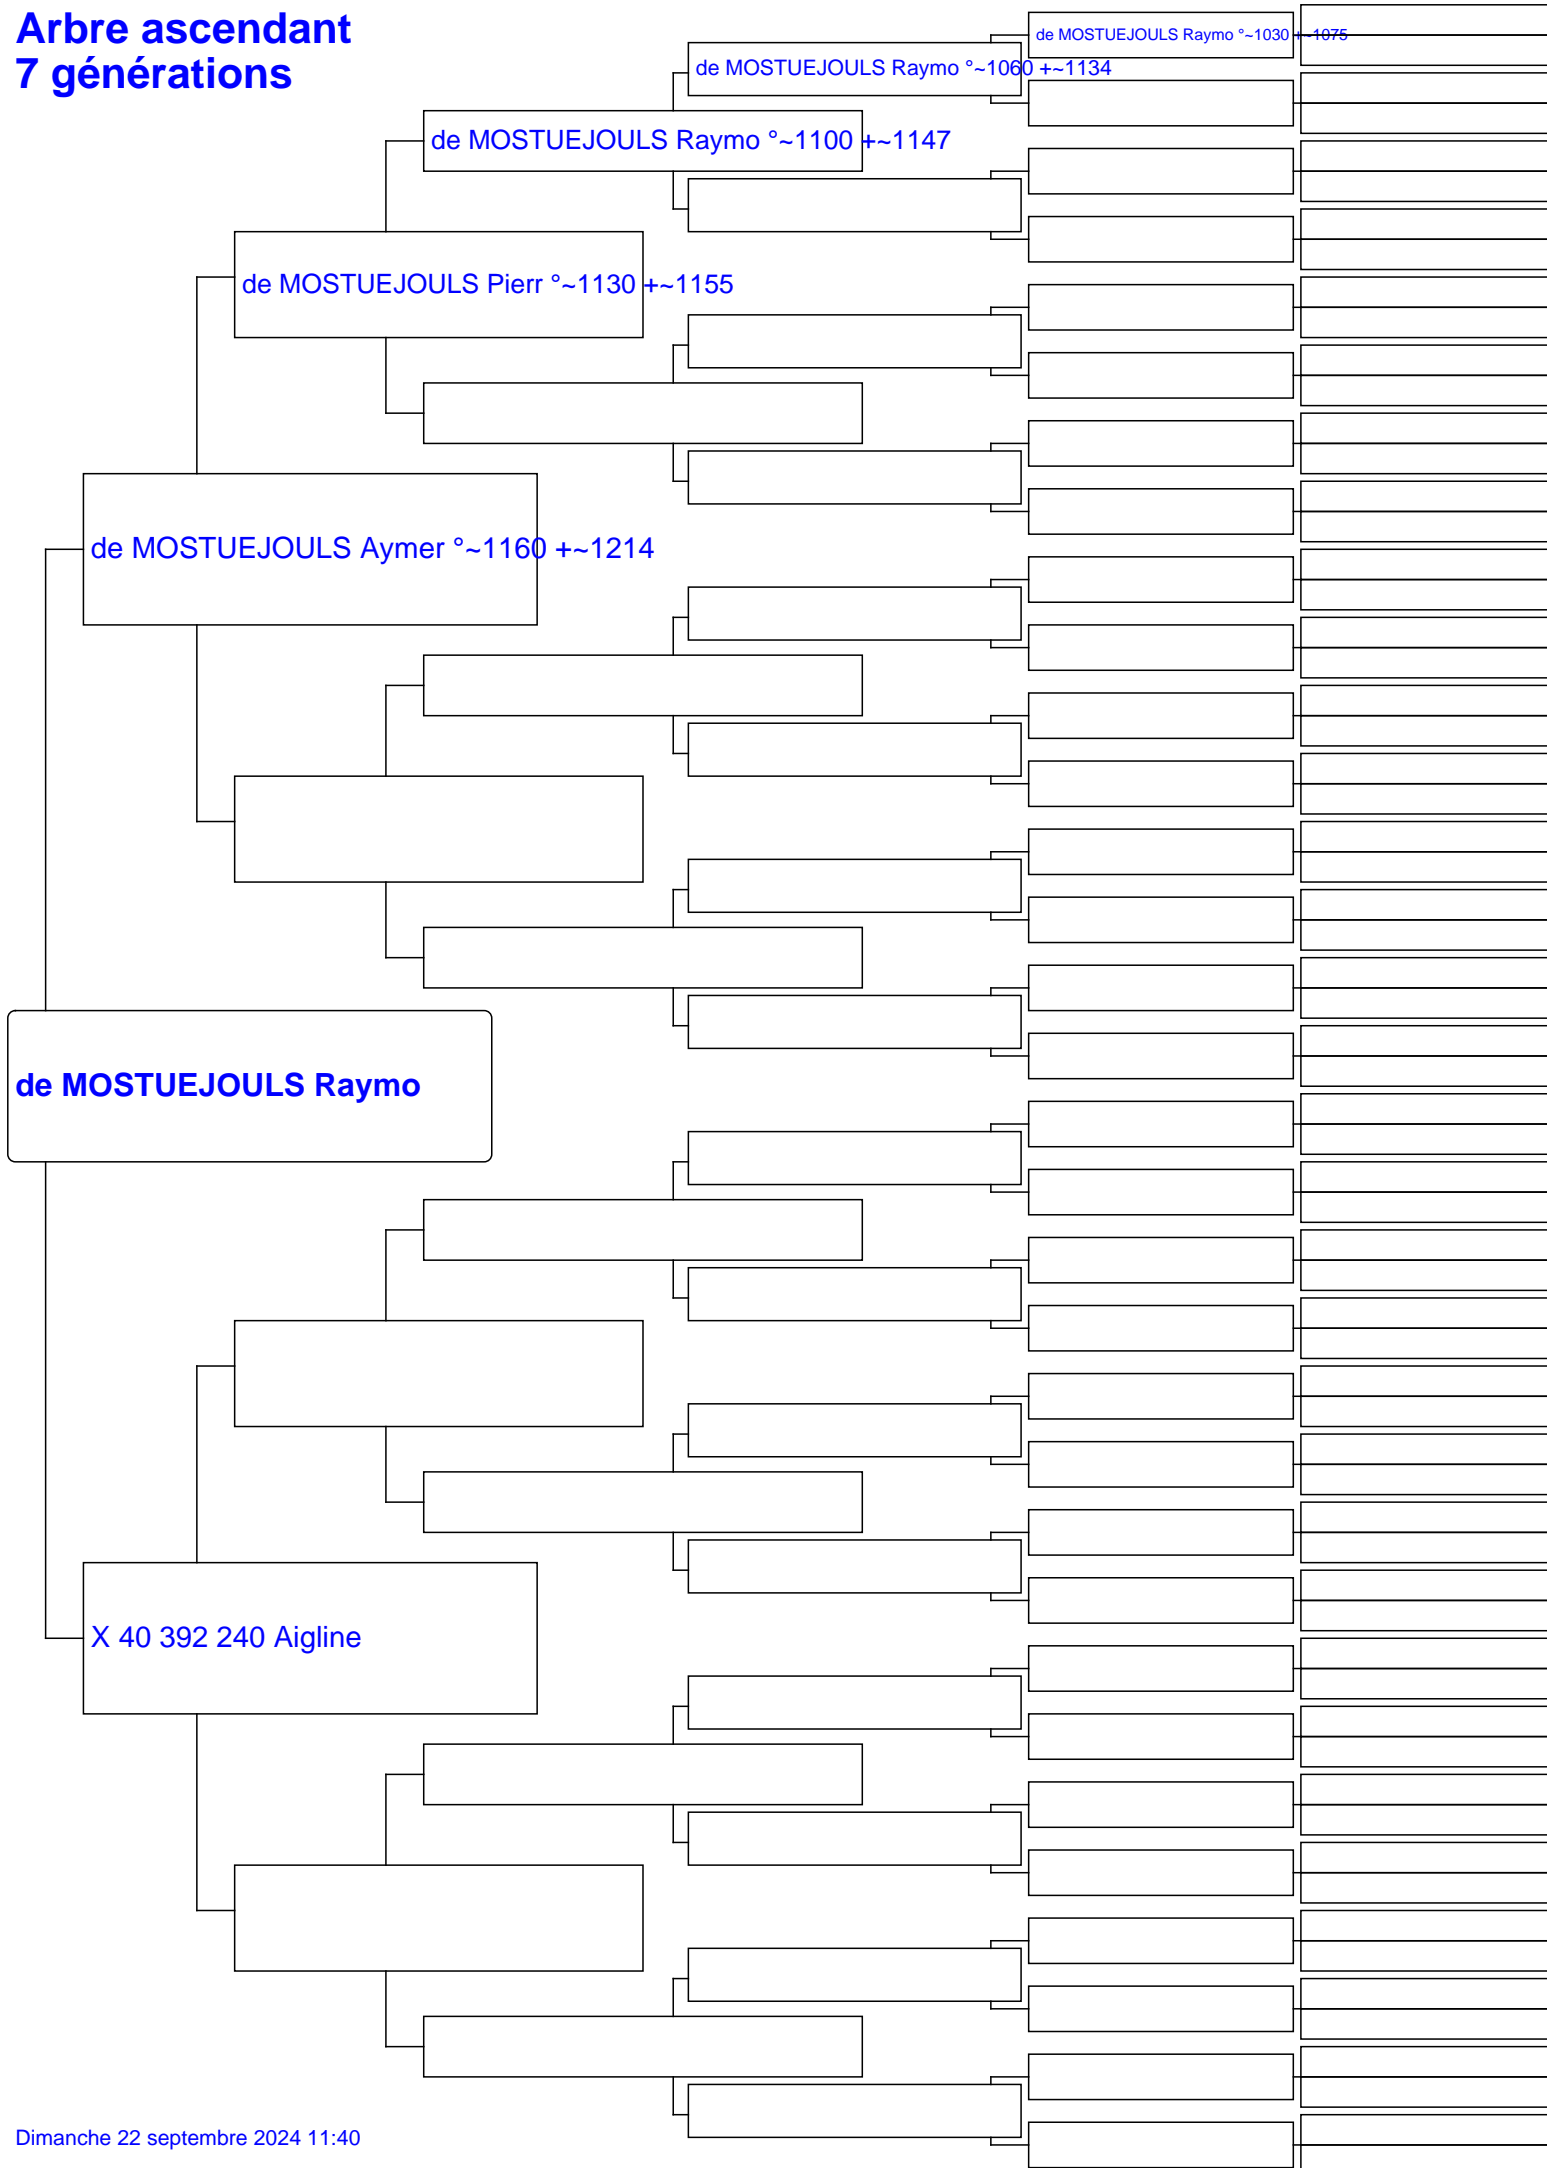 Arbre ascendant
7 générations
de MOSTUEJOULS Raymo °~1030 +~1075
de MOSTUEJOULS Raymo °~1060 +~1134
de MOSTUEJOULS Raymo °~1100 +~1147
de MOSTUEJOULS Pierr °~1130 +~1155
de MOSTUEJOULS Aymer °~1160 +~1214
de MOSTUEJOULS Raymo
X 40 392 240 Aigline
Dimanche 22 septembre 2024 11:40